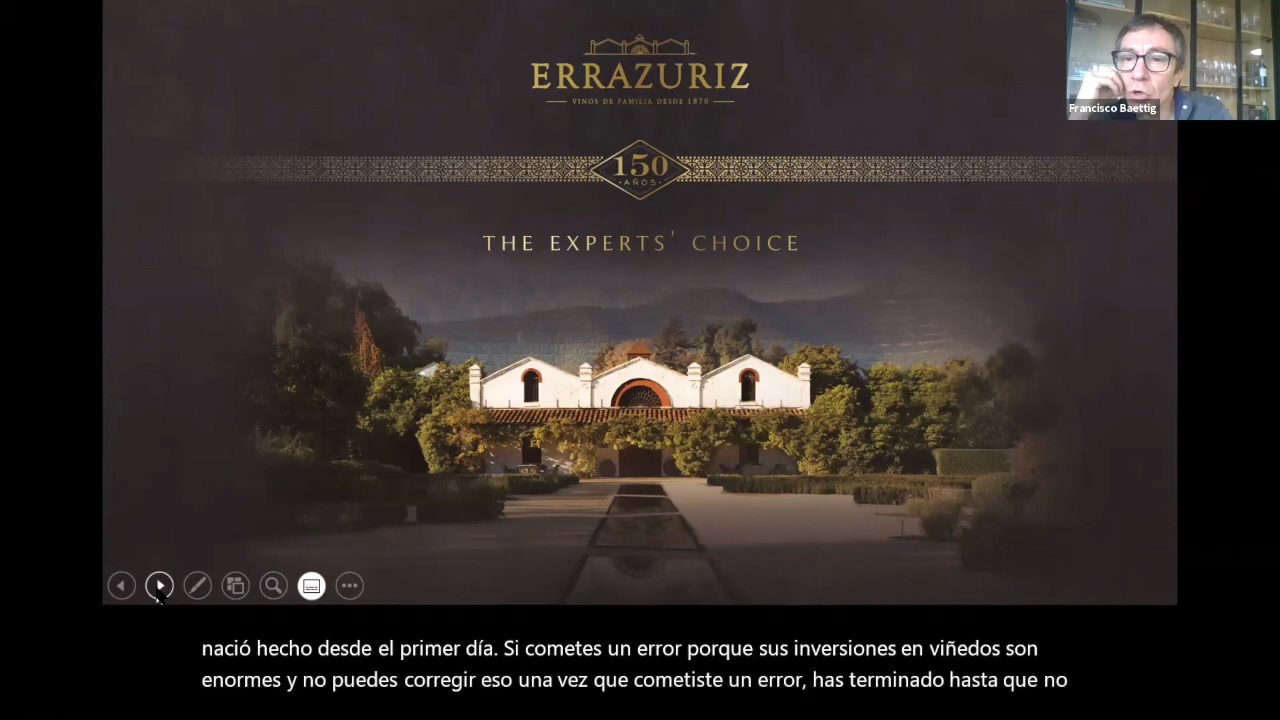 ERRAZURIZ
VINOS DE FAMILIA DESDE 1870
150
AÑOS
THE EXPERTS' CHOICE
Francisco Baettig
nació hecho desde el primer día. Si cometes un error porque sus inversiones en viñedos son
enormes y no puedes corregir eso una vez que cometiste un error, has terminado hasta que no